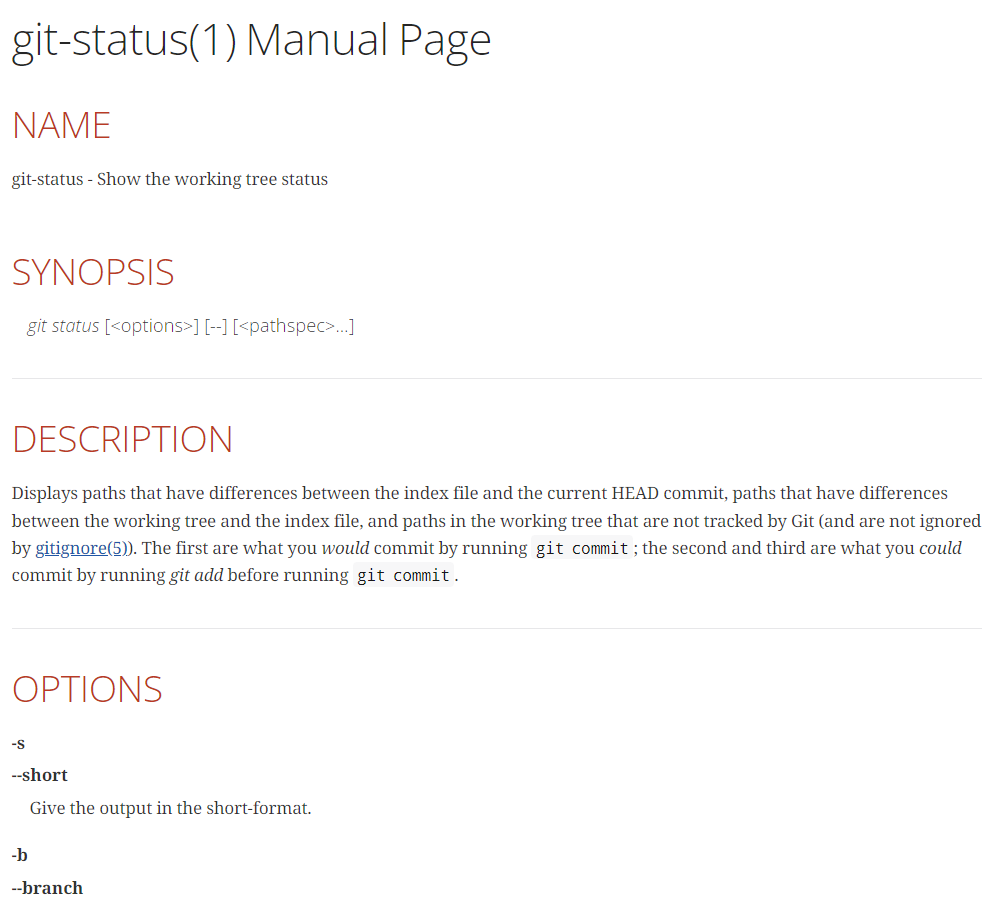 git-status(1) Manual Page
NAME
git-status - Show the working tree status
SYNOPSIS
git status [<options>] [--] [<pathspec>…​]
DESCRIPTION
Displays paths that have differences between the index file and the current HEAD commit, paths that have differences
between the working tree and the index file, and paths in the working tree that are not tracked by Git (and are not ignored
by gitignore(5)). The first are what you would commit by running git commit; the second and third are what you could
commit by running git add before running git commit.
OPTIONS
-s
--short
Give the output in the short-format.
-b
--branch